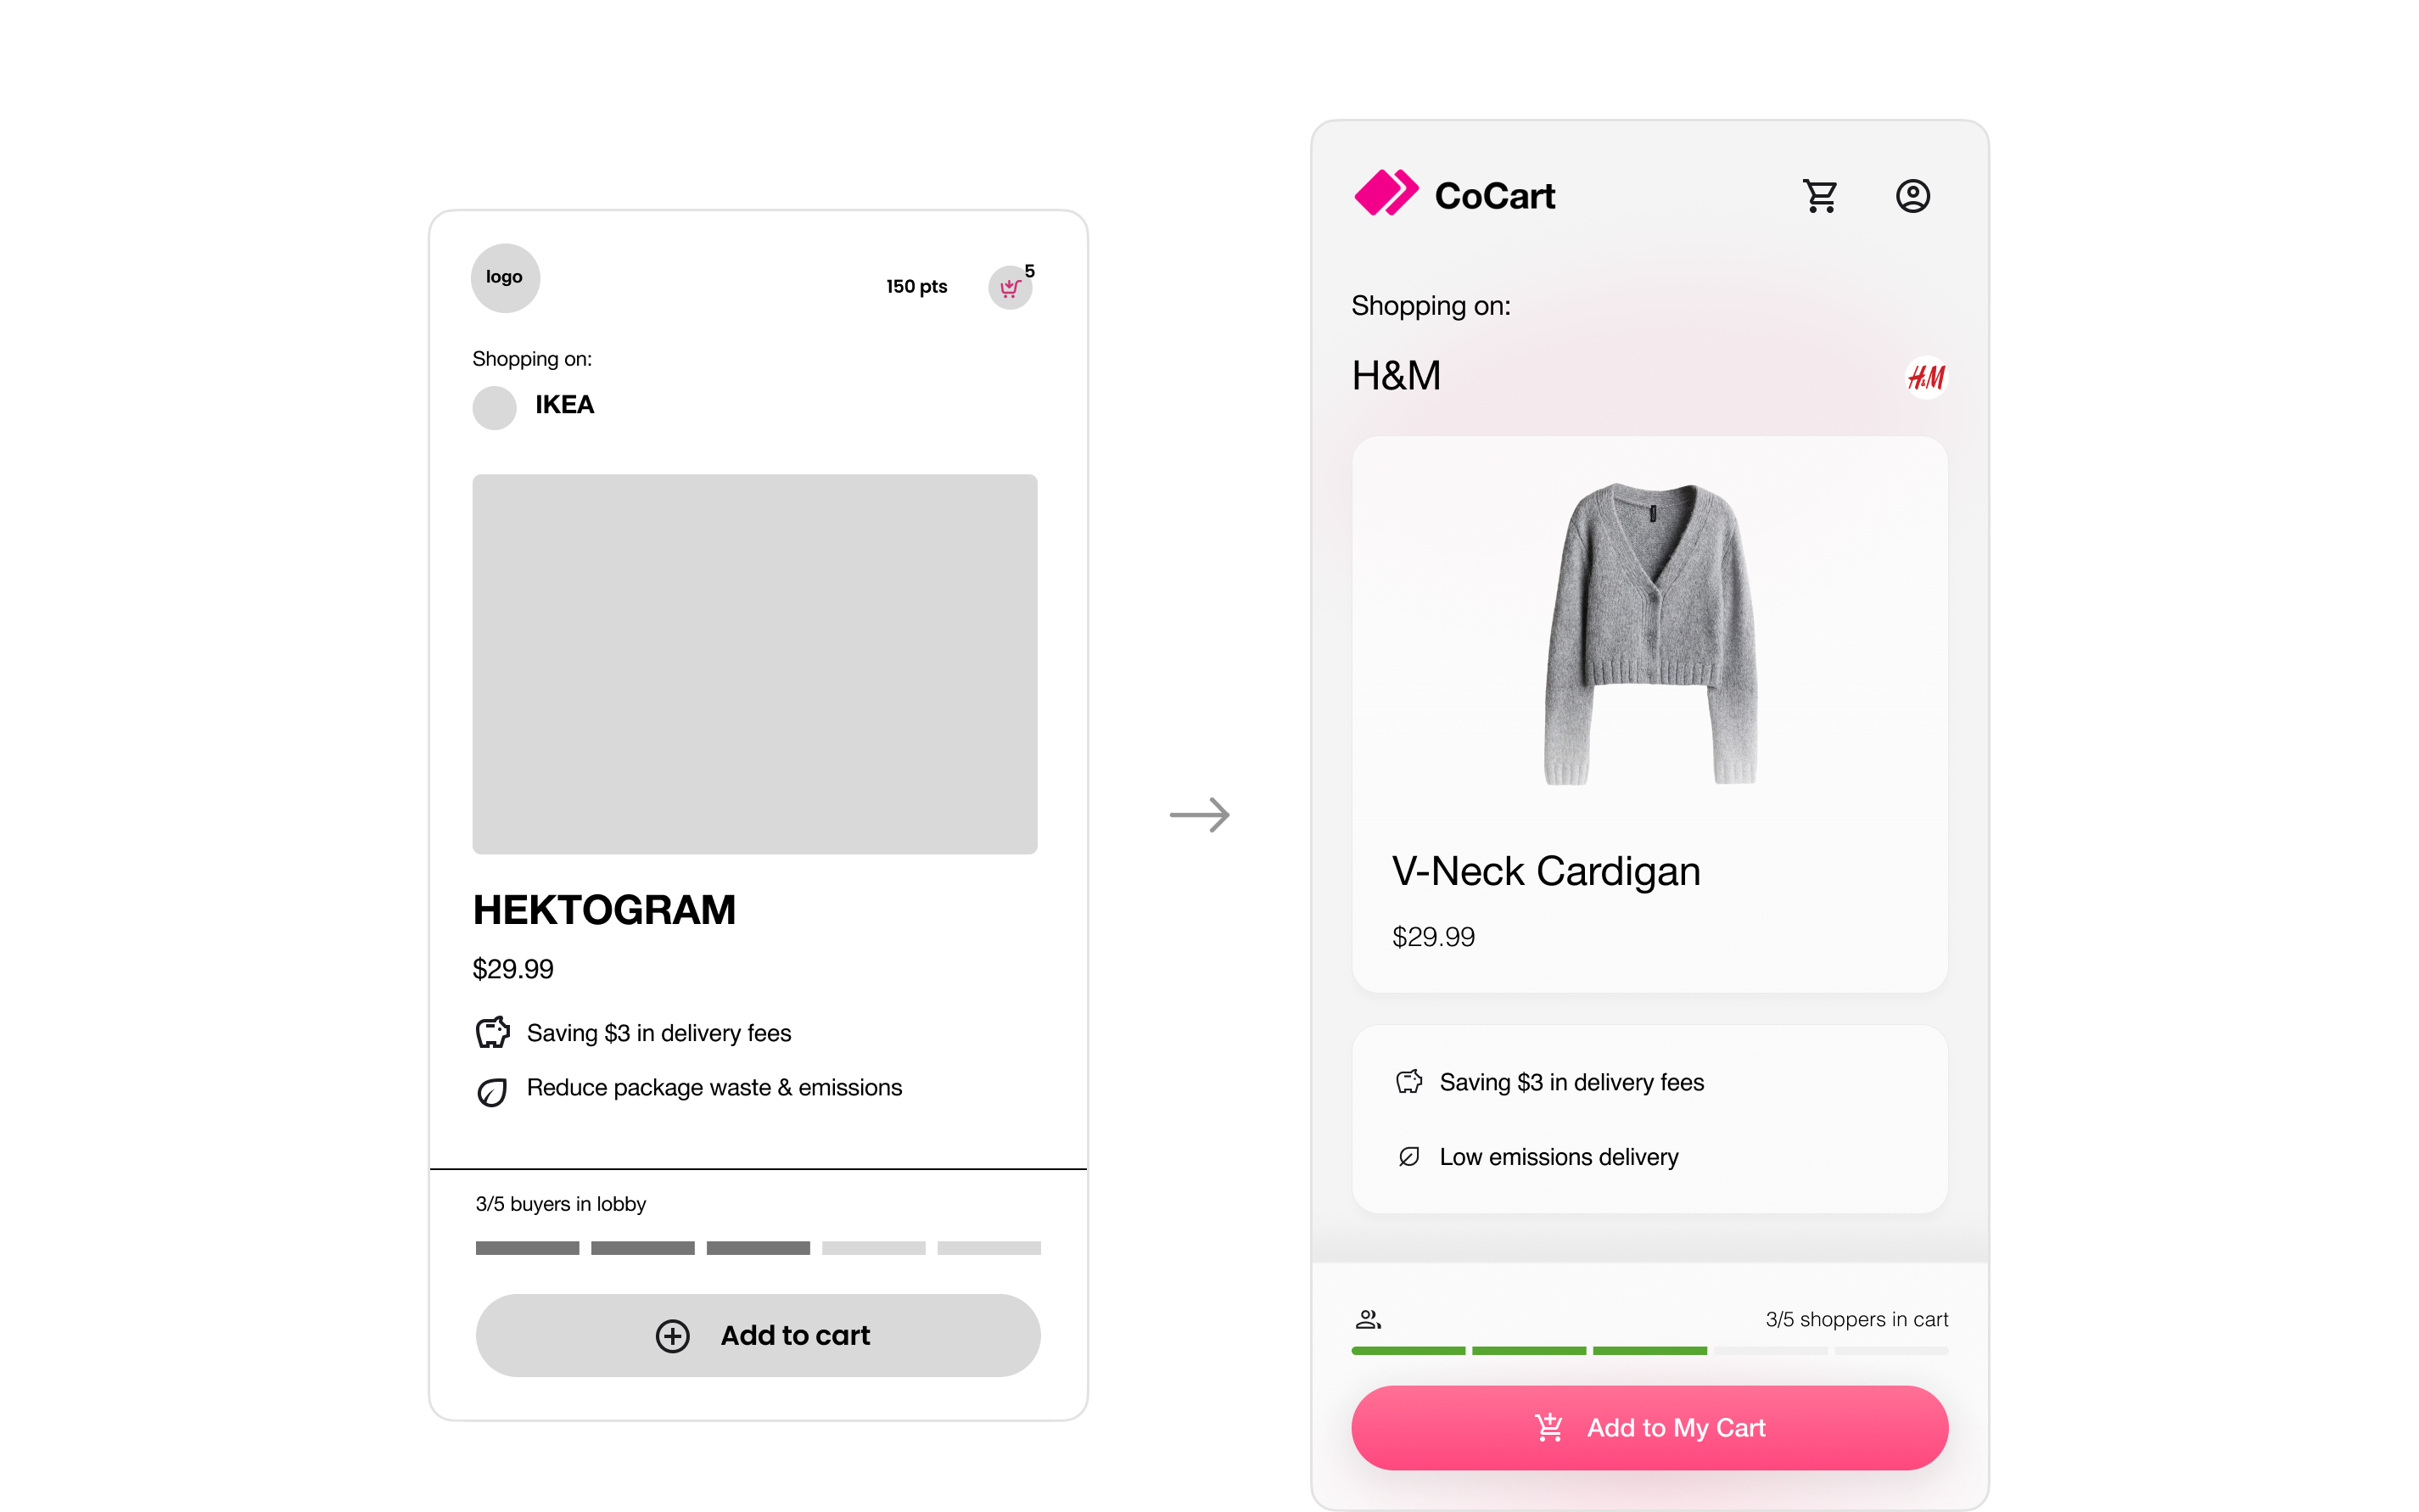 logo
150 pts
5
Shopping on:
IKEA
HEKTOGRAM
$29.99
Saving $3 in delivery fees
Reduce package waste & emissions
3/5 buyers in lobby
Add to cart
CoCart
Shopping on:
H&M
H&M
V-Neck Cardigan
$29.99
Saving $3 in delivery fees
Low emissions delivery
3/5 shoppers in cart
Add to My Cart